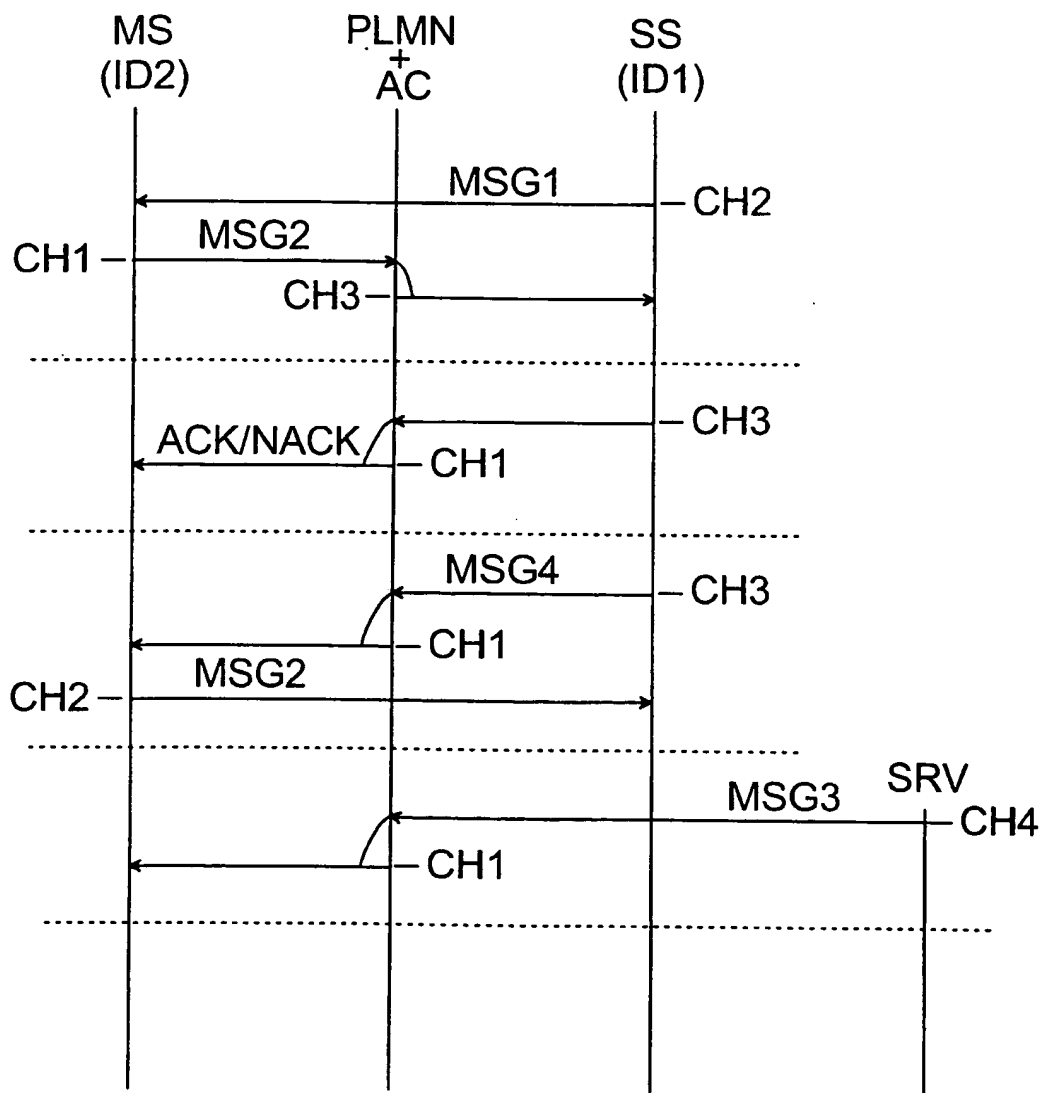 MS
(ID2)
PLMN
+
AC
SS
(ID1)
MSG1
CH2
MSG2
CH1
CH3
CH3
ACK/NACK
CH1
MSG4
CH3
CH1
MSG2
CH2
SRV
MSG3
CH4
CH1